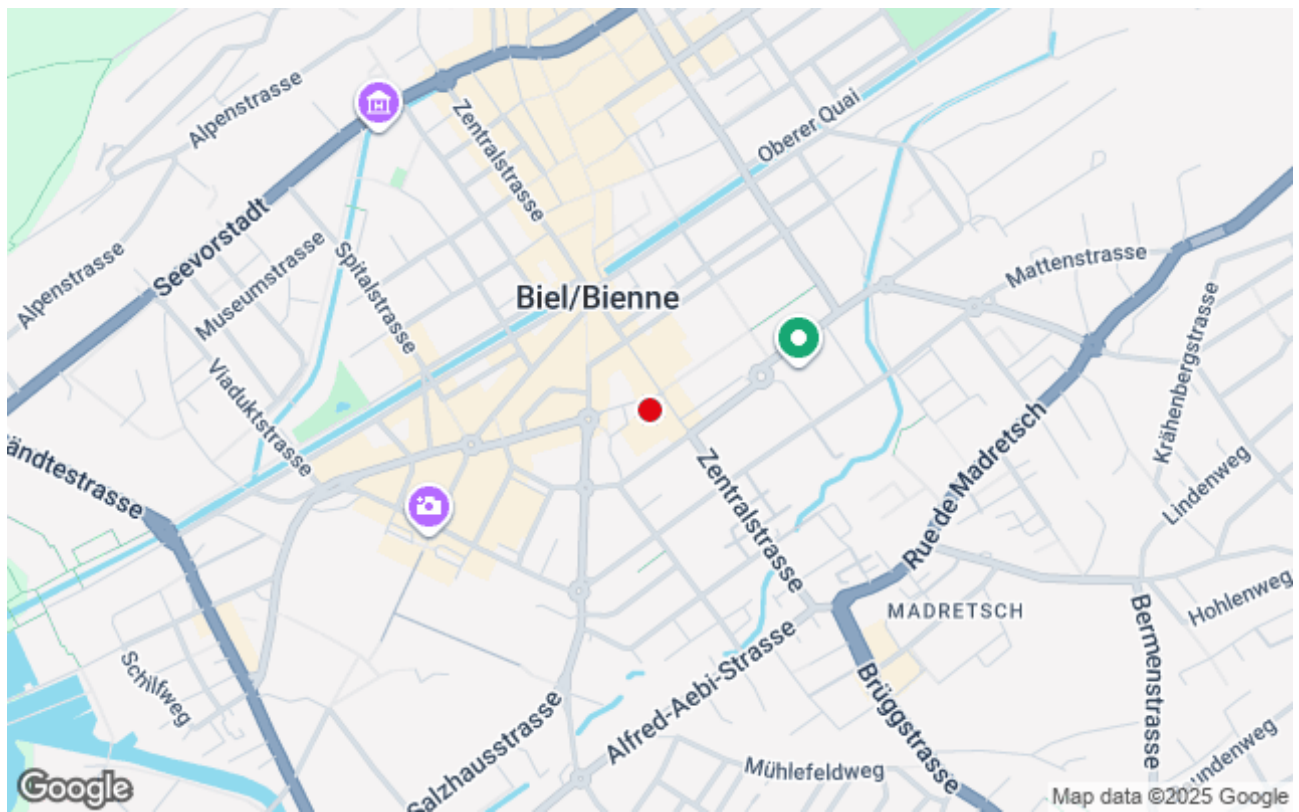 Alpenstrasse
Zentralstrasse
Oberer Quai
Seevorstadt
Museumstrasse
Spitalstrasse
Alpenstrasse
Mattenstrasse
Biel/Bienne
Krähenbergstrasse
Viaduktstrasse
Rue de Madretsch
Lindenweg
ändtestrasse
Zentralstrasse
MADRETSCH
Hohlenweg
Bermenstrasse
Schilfweg
Alfred-Aebi-Strasse
Brüggstrasse
Salzhausstrasse
Mühlefeldweg
undenweg
Google
Map data ©2025 Google